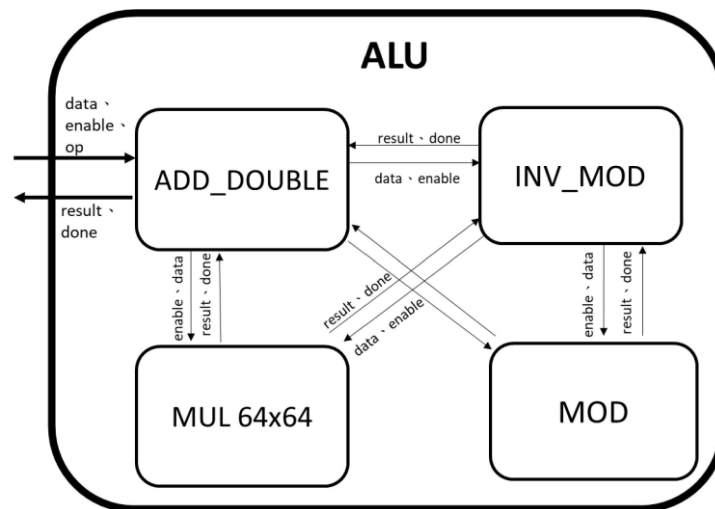 ALU
data、
enable、
op
result、
done
ADD_DOUBLE
result、done
data、enable
INV_MOD
enable、data
result、done
result、done
data、enable
enable、data
result、done
MUL 64x64
MOD